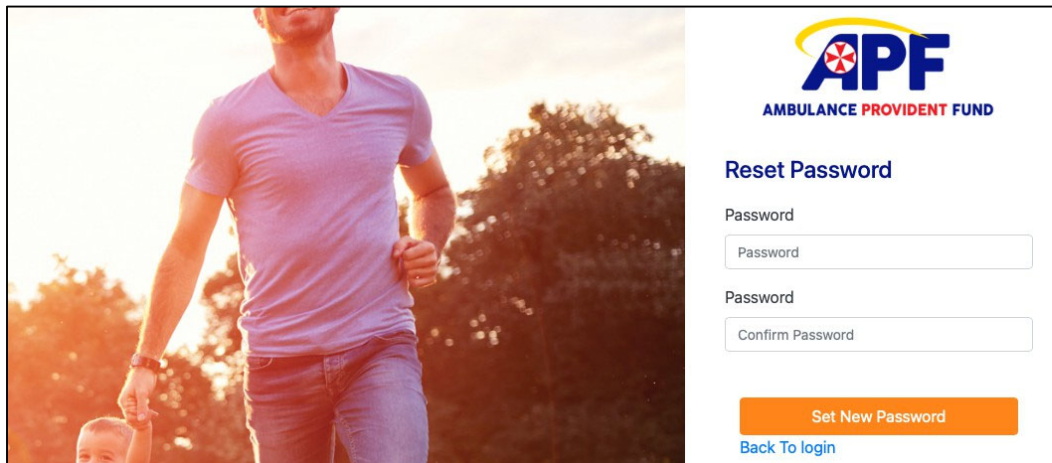 APF
AMBULANCE PROVIDENT FUND
Reset Password
Password
Password
Password
Confirm Password
Set New Password
Back To login